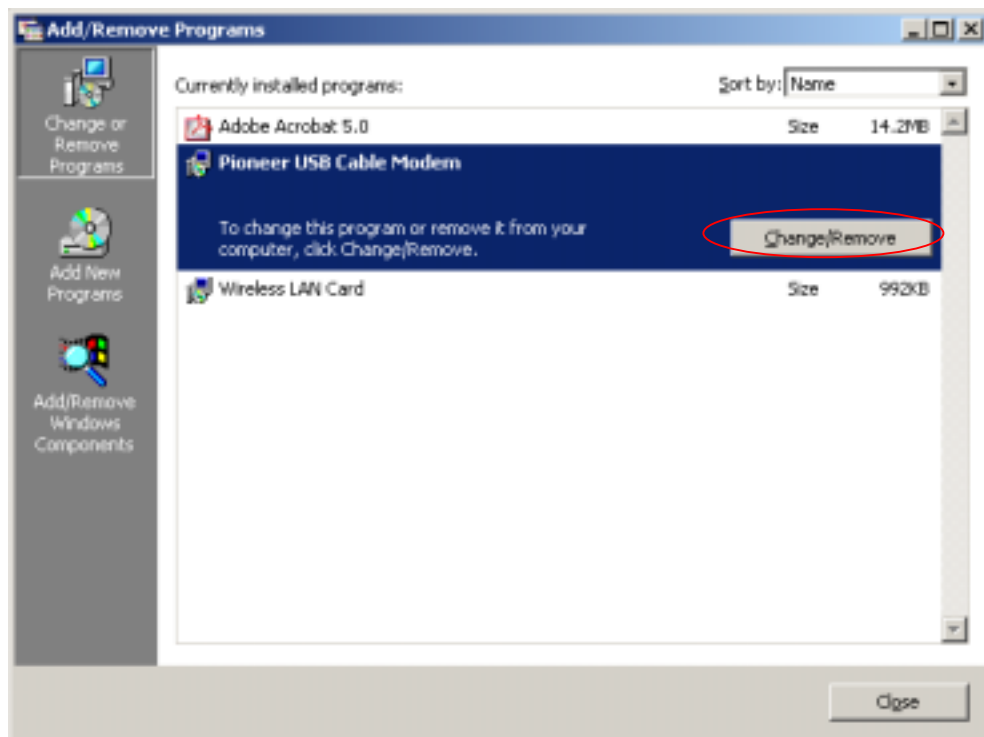 Add/Remove Programs
Change or
Remove
Programs
Add New
Programs
Add/Remove
Windows
Components
Currently installed programs:
Sort by: Name
Adobe Acrobat 5.0 Size 14.2MB
Pioneer USB Cable Modem
To change this program or remove it from your
computer, click Change/Remove.
Change/Remove
Wireless LAN Card Size 992KB
Close